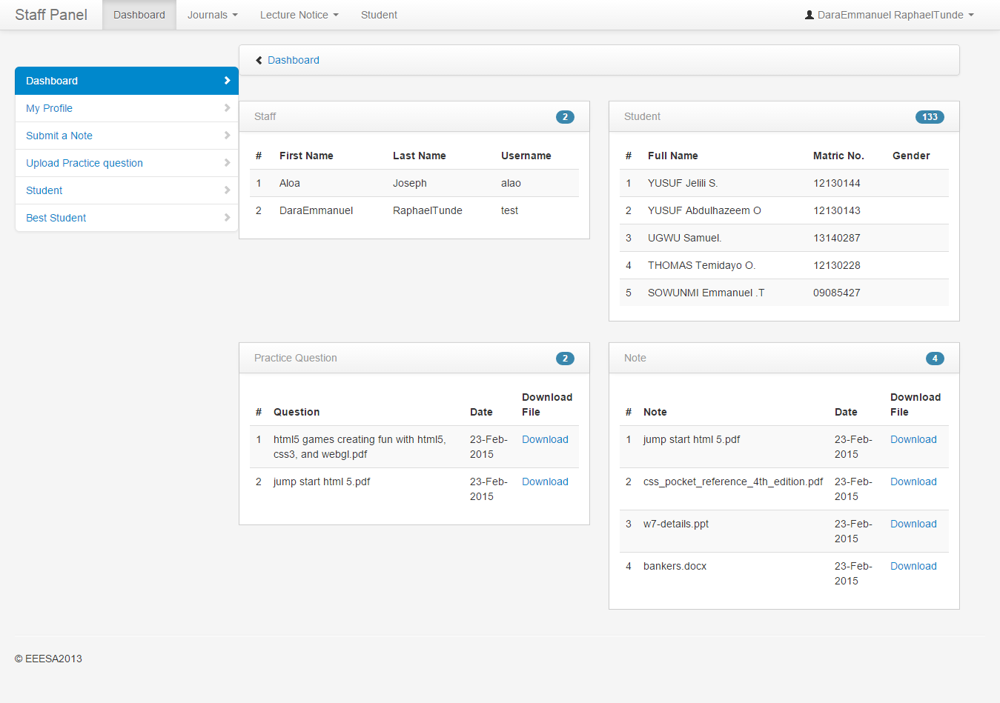 Staff Panel Dashboard Journals Lecture Notice Student DaraEmmanuel RaphaelTunde
Dashboard
Dashboard
My Profile
Submit a Note
Upload Practice question
Student
Best Student
Staff 2
# First Name Last Name Username
1 Aloa Joseph alao
2 DaraEmmanuel RaphaelTunde test
Student 133
# Full Name Matric No. Gender
1 YUSUF Jelili S. 12130144
2 YUSUF Abdulhazeem O 12130143
3 UGWU Samuel. 13140287
4 THOMAS Temidayo O. 12130228
5 SOWUNMI Emmanuel .T 09085427
Practice Question 2
Download
# Question Date File
1 html5 games creating fun with html5, 23-Feb- Download
css3, and webgl.pdf 2015
2 jump start html 5.pdf 23-Feb- Download
2015
Note 4
Download
# Note Date File
1 jump start html 5.pdf 23-Feb- Download
2015
2 css_pocket_reference_4th_edition.pdf 23-Feb- Download
2015
3 w7-details.ppt 23-Feb- Download
2015
4 bankers.docx 23-Feb- Download
2015
© EEESA2013